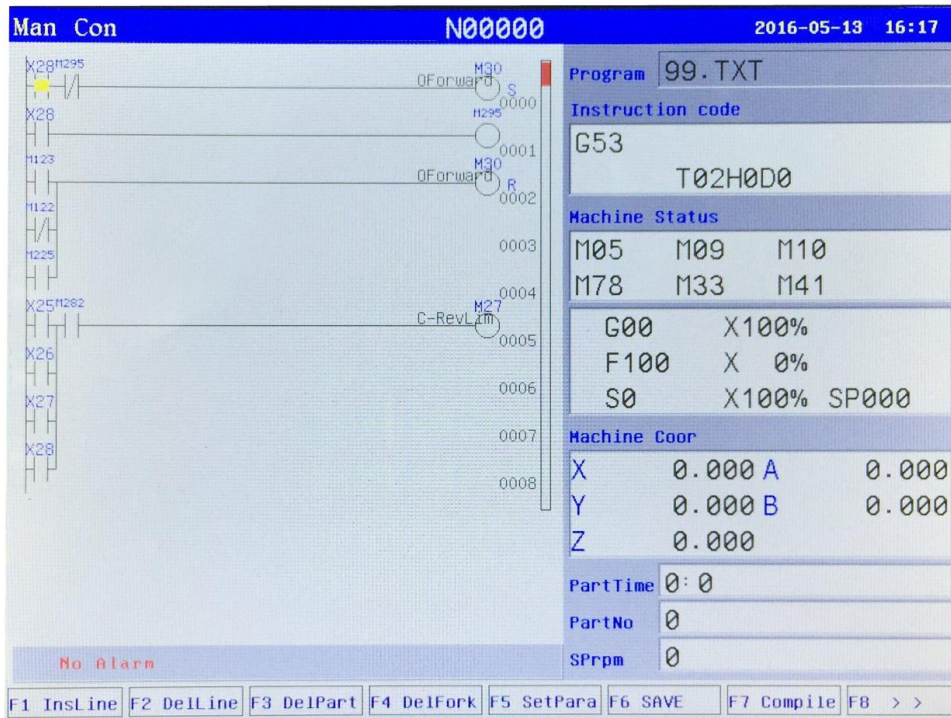 Man Con N00000 2016-05-13 16:17
X28 M295 M30
OForward S
0000
X28 M295
0001
M123 M30
OForward R
0002
M122
0003
M225
0004
X25 M282 M27
C-RevLim
0005
X26
0006
X27
0007
X28
0008
No Alarm
Program 99.TXT
Instruction code
G53
T02H0D0
Machine Status
M05 M09 M10
M78 M33 M41
G00 X100%
F100 X 0%
S0 X100% SP000
Machine Coor
X 0.000 A 0.000
Y 0.000 B 0.000
Z 0.000
PartTime 0: 0
PartNo 0
SPrpm 0
F1 InsLine F2 DelLine F3 DelPart F4 DelFork F5 SetPara F6 SAVE F7 Compile F8 > >